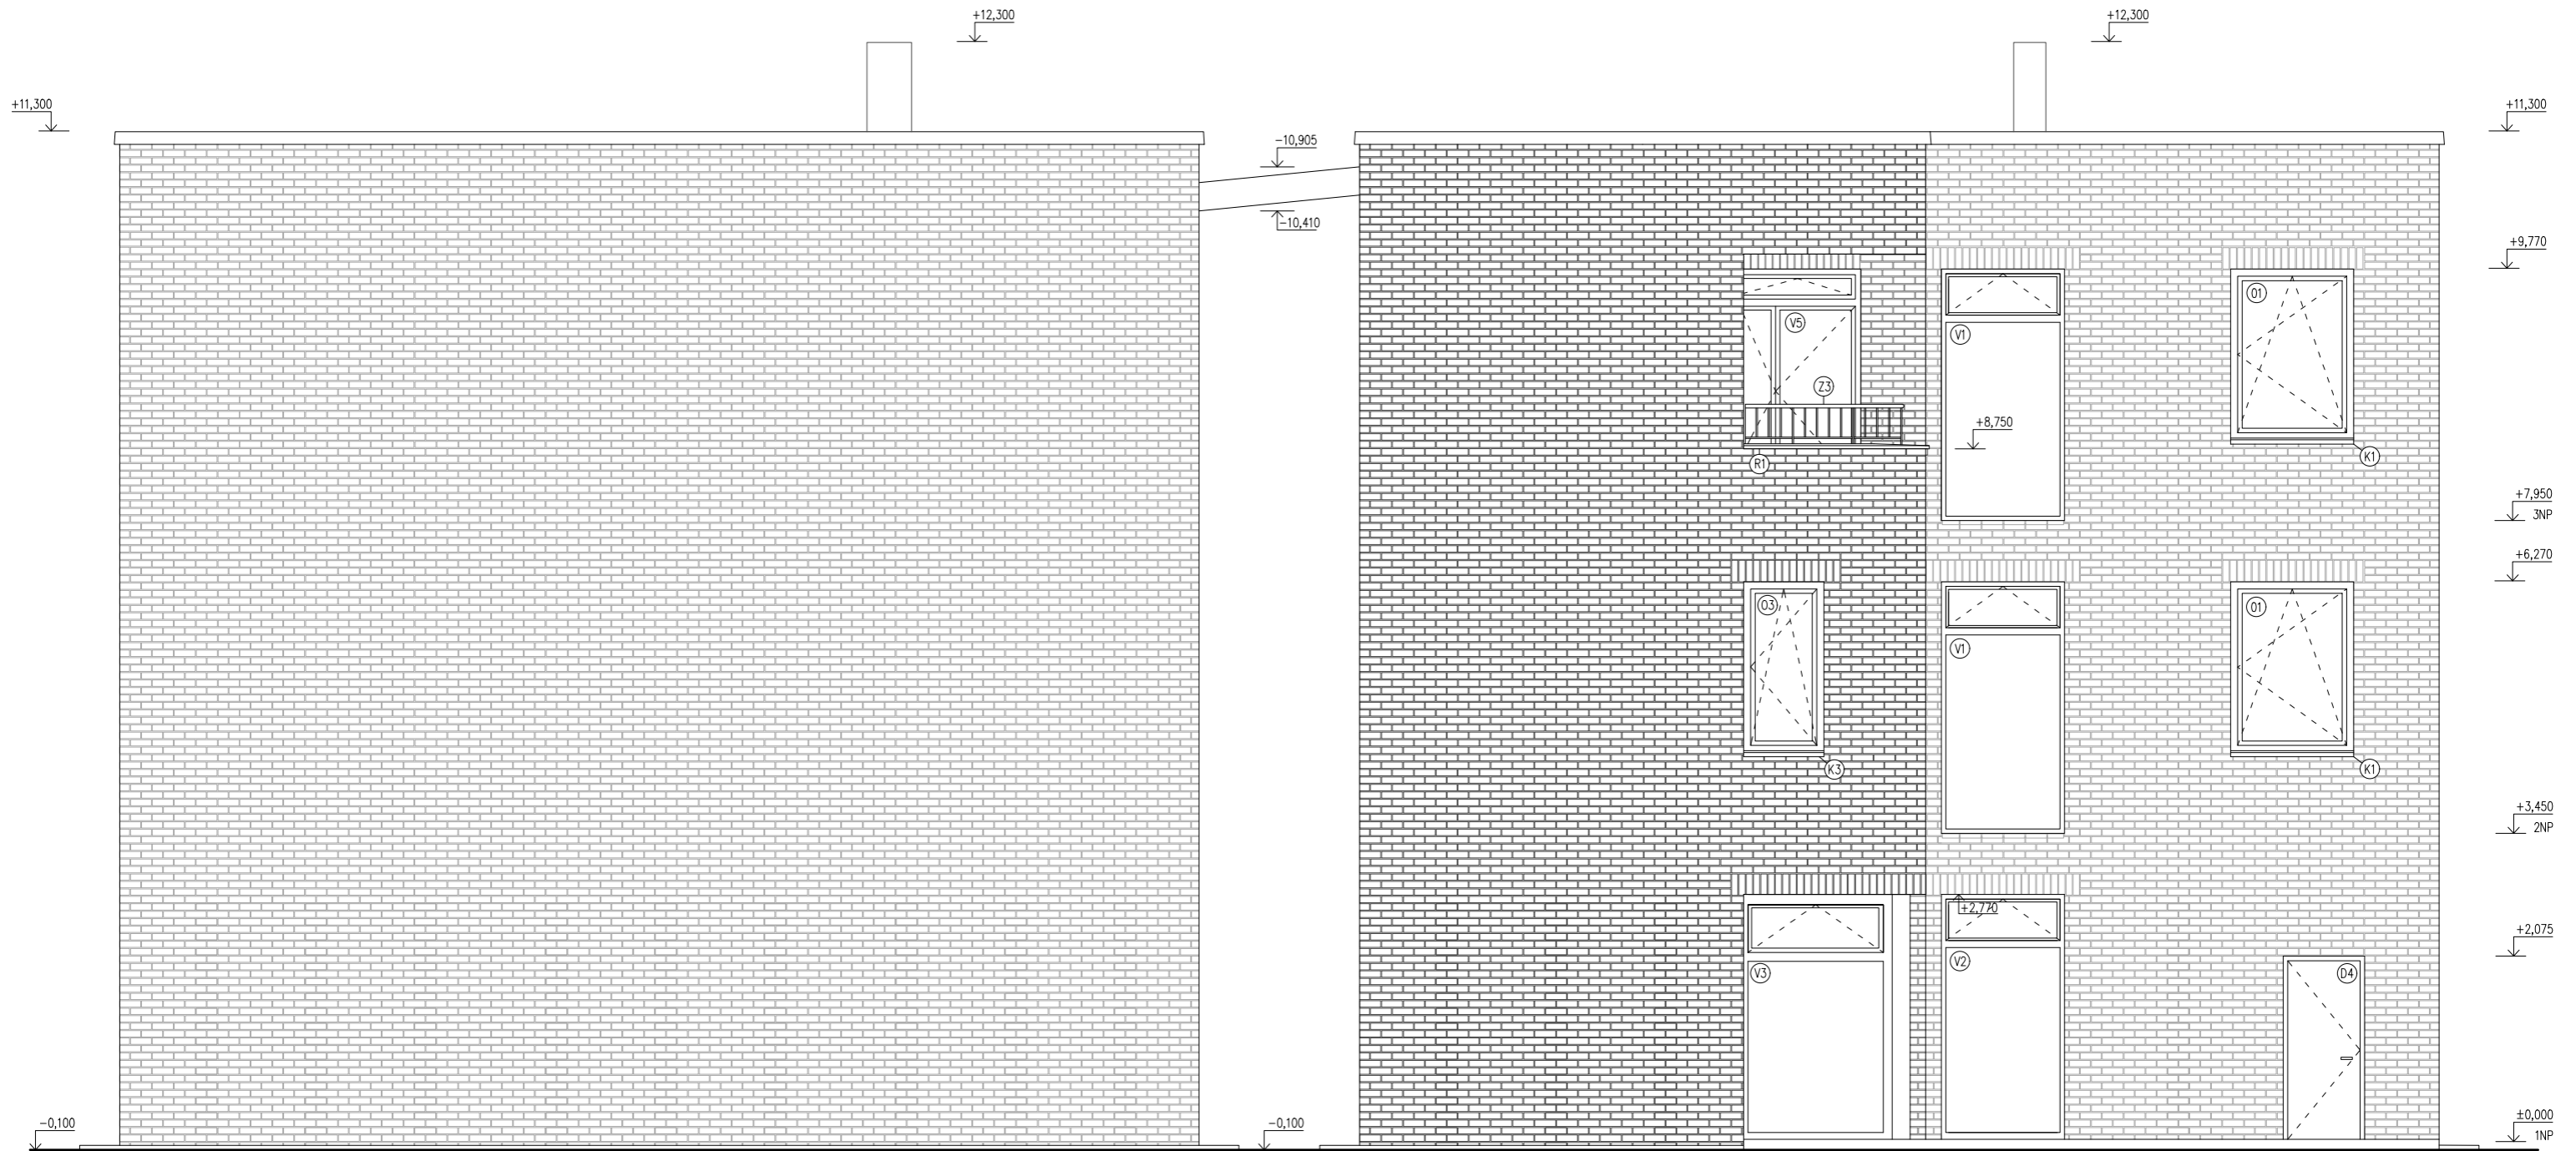 +12,300
+12,300
+11,300
+11,300
-10,905
-10,410
+9,770
O1
V5
V1
Z3
+8,750
K1
R1
+7,950
3NP
+6,270
O3
O1
V1
K3
K1
+3,450
2NP
+2,770
+2,075
V3
V2
D4
-0,100
-0,100
±0,000
1NP